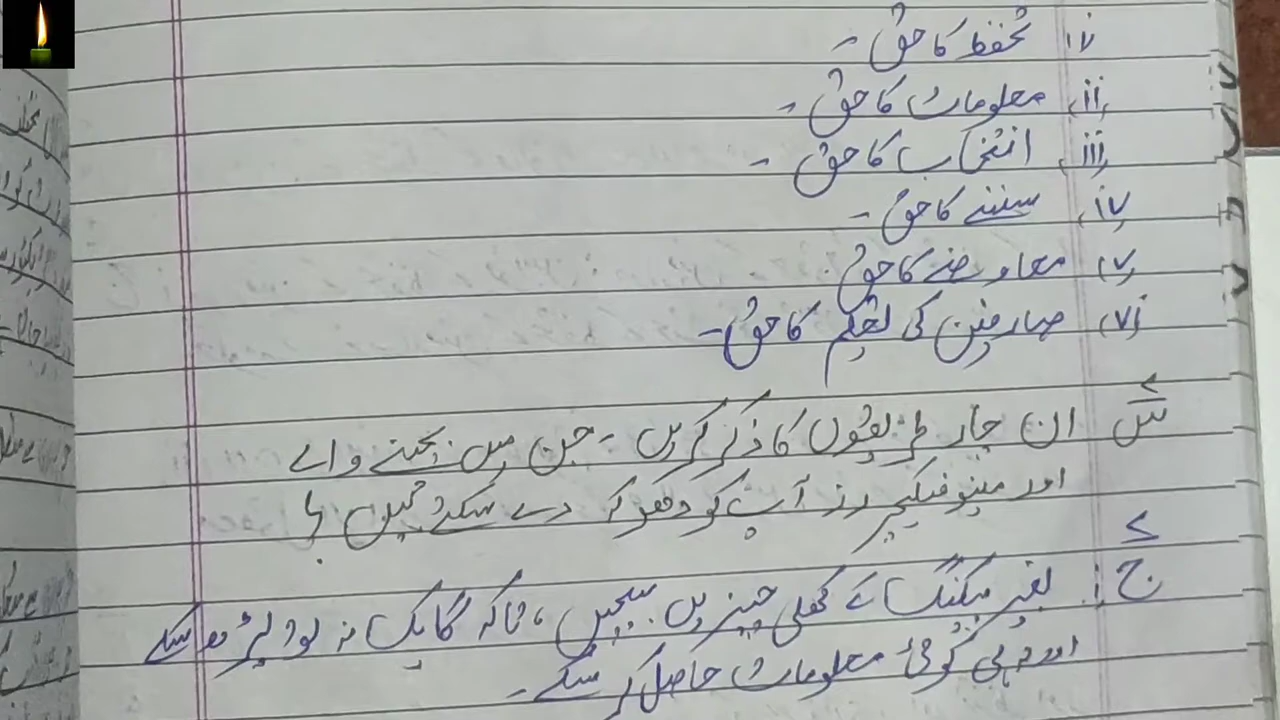 (i) تحفظ کا حق ۔
(ii) معلومات کا حق ۔
(iii) انتخاب کا حق ۔
(iv) سننے کا حق ۔
(v) معاوضے کا حق
(vi) صارفین کی تعلیم کا حق ۔
س ان چار طریقوں کا ذکر کریں ۔ جن میں بیچنے والے
اور مینوفیکچررز آپ کو دھوکہ دے سکتے ہیں ؟
ج: بغیر پیکنگ کے کھلی چیزیں بیچیں ، تاکہ گاہک نہ تو پڑھ سکے
اور نہ ہی کوئی معلومات حاصل کر سکے ۔